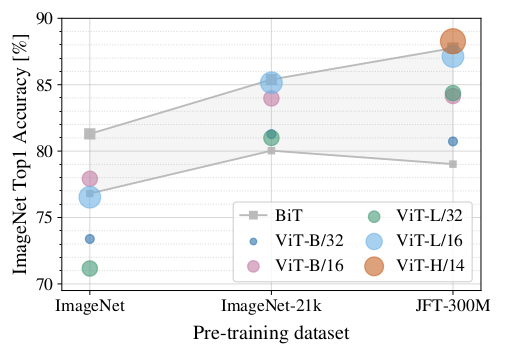 90
85
80
75
70
ImageNet Top1 Accuracy [%]
BiT
ViT-B/32
ViT-B/16
ViT-L/32
ViT-L/16
ViT-H/14
ImageNet
ImageNet-21k
JFT-300M
Pre-training dataset